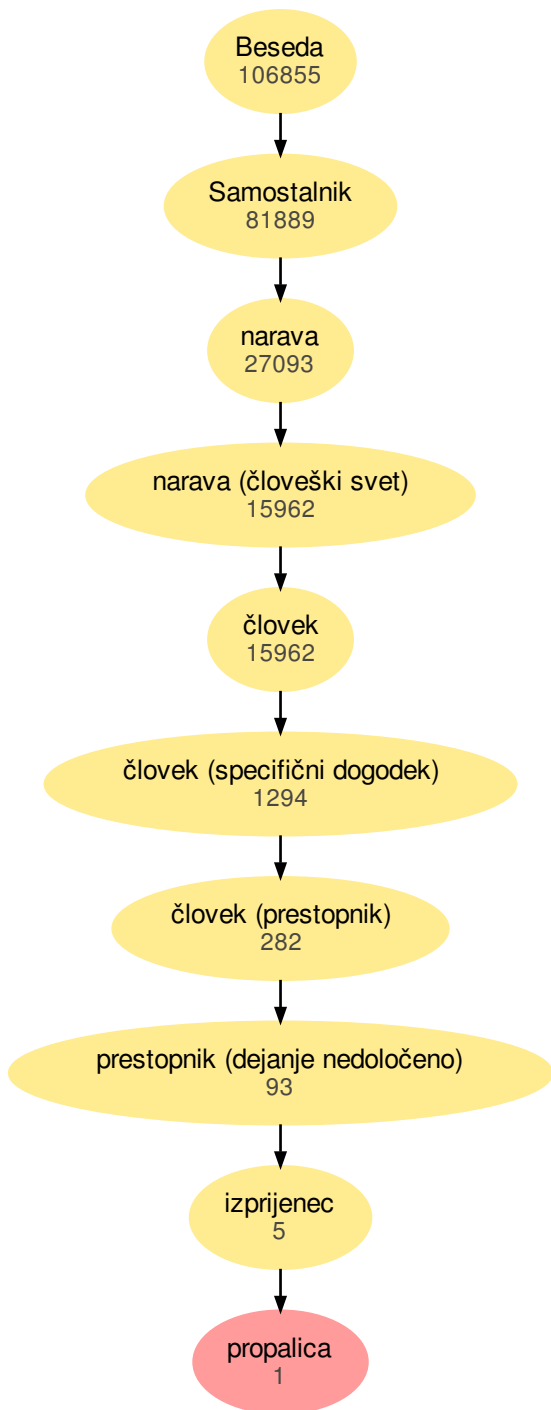 Beseda
106855
Samostalnik
81889
narava
27093
narava (človeški svet)
15962
človek
15962
človek (specifični dogodek)
1294
človek (prestopnik)
282
prestopnik (dejanje nedoločeno)
93
izprijenec
5
propalica
1